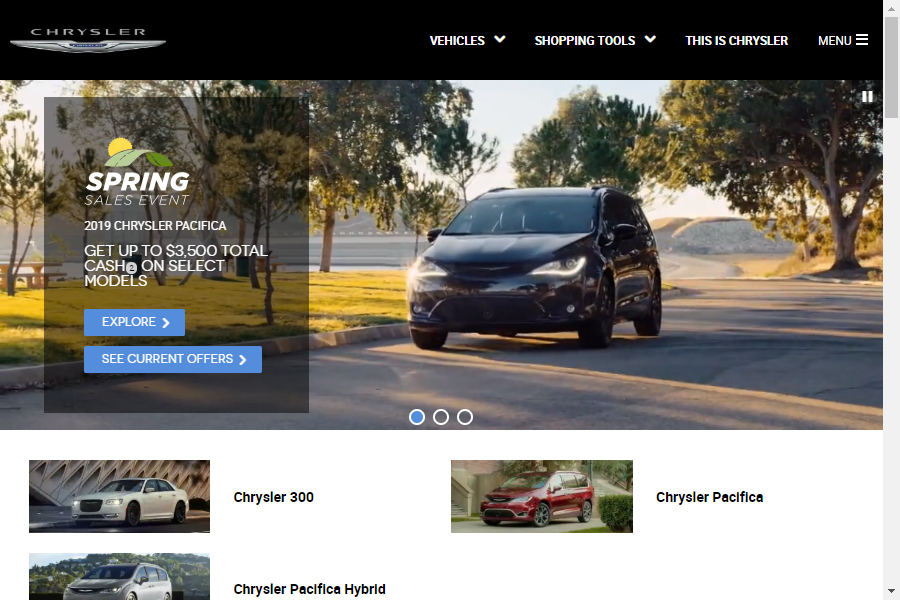 CHRYSLER
VEHICLES
SHOPPING TOOLS
THIS IS CHRYSLER
MENU
SPRING
SALES EVENT
2019 CHRYSLER PACIFICA
GET UP TO $3,500 TOTAL
CASH2 ON SELECT
MODELS
EXPLORE
SEE CURRENT OFFERS
Chrysler 300
Chrysler Pacifica
Chrysler Pacifica Hybrid